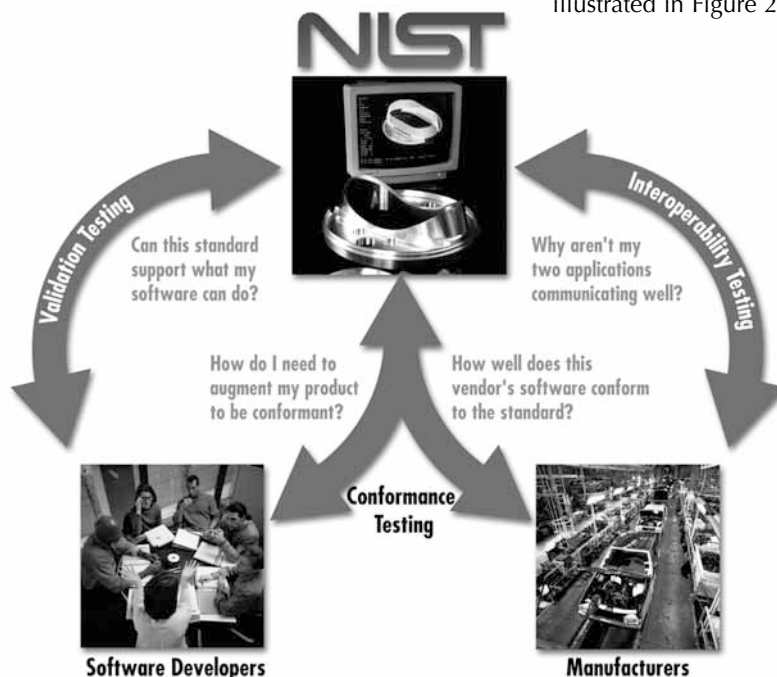 Illustrated in Figure 2
NIST
Validation Testing
Can this standard
support what my
software can do?
Why aren't my
two applications
communicating well?
Interoperability Testing
How do I need to
augment my product
to be conformant?
How well does this
vendor's software conform
to the standard?
Conformance
Testing
Software Developers
Manufacturers